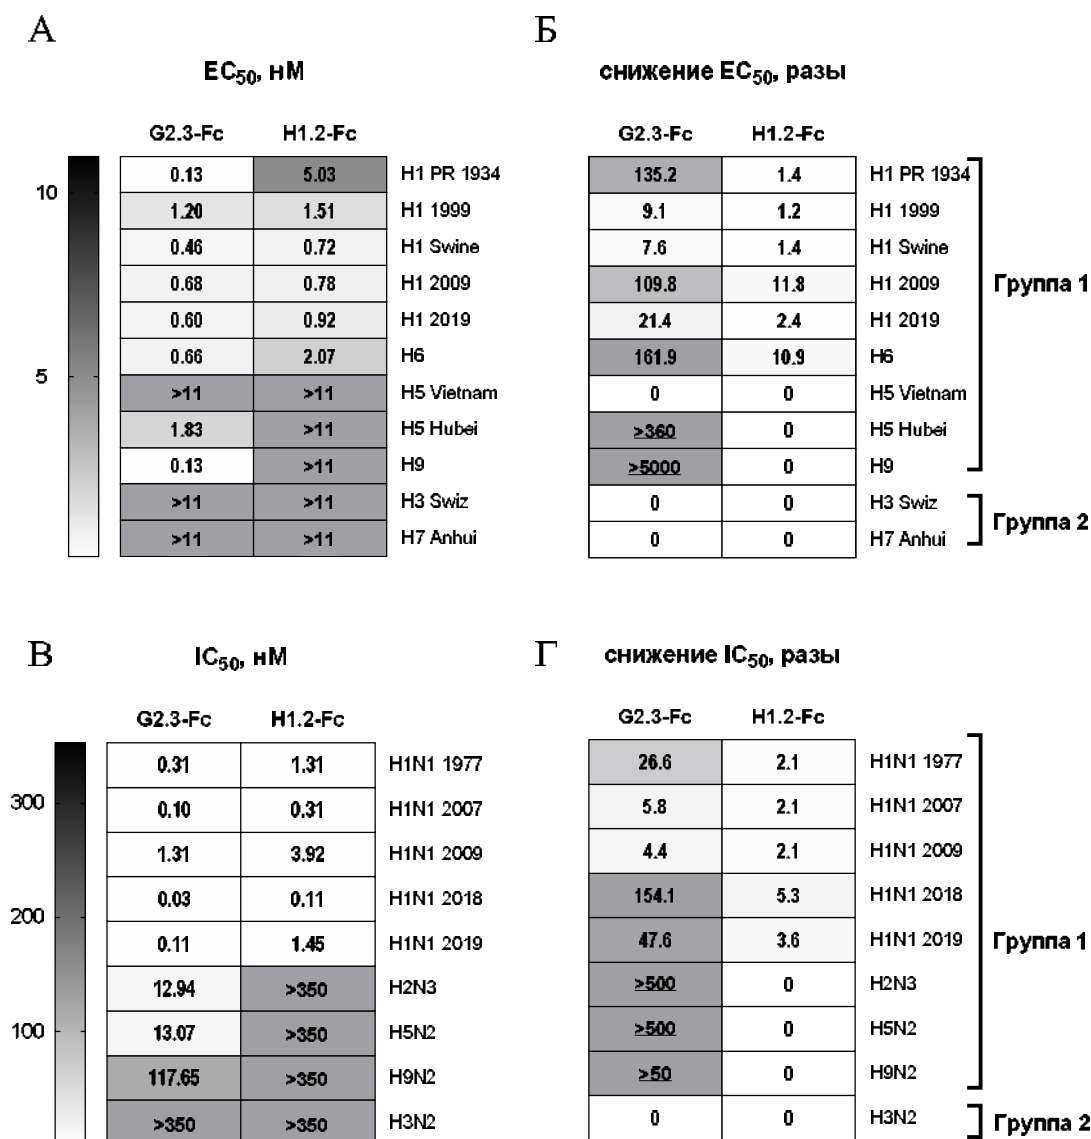 А
EC50, нМ
G2.3-Fc H1.2-Fc
10
5
0.13 5.03 H1 PR 1934
1.20 1.51 H1 1999
0.46 0.72 H1 Swine
0.68 0.78 H1 2009
0.60 0.92 H1 2019
0.66 2.07 H6
>11 >11 H5 Vietnam
1.83 >11 H5 Hubei
0.13 >11 H9
>11 >11 H3 Swiz
>11 >11 H7 Anhui
Б
снижение EC50, разы
G2.3-Fc H1.2-Fc
135.2 1.4 H1 PR 1934
9.1 1.2 H1 1999
7.6 1.4 H1 Swine
109.8 11.8 H1 2009
21.4 2.4 H1 2019
161.9 10.9 H6
0 0 H5 Vietnam
>360 0 H5 Hubei
>5000 0 H9
0 0 H3 Swiz
0 0 H7 Anhui
Группа 1
Группа 2
В
IC50, нМ
G2.3-Fc H1.2-Fc
300
200
100
0.31 1.31 H1N1 1977
0.10 0.31 H1N1 2007
1.31 3.92 H1N1 2009
0.03 0.11 H1N1 2018
0.11 1.45 H1N1 2019
12.94 >350 H2N3
13.07 >350 H5N2
117.65 >350 H9N2
>350 >350 H3N2
Г
снижение IC50, разы
G2.3-Fc H1.2-Fc
26.6 2.1 H1N1 1977
5.8 2.1 H1N1 2007
4.4 2.1 H1N1 2009
154.1 5.3 H1N1 2018
47.6 3.6 H1N1 2019
>500 0 H2N3
>500 0 H5N2
>50 0 H9N2
0 0 H3N2
Группа 1
Группа 2